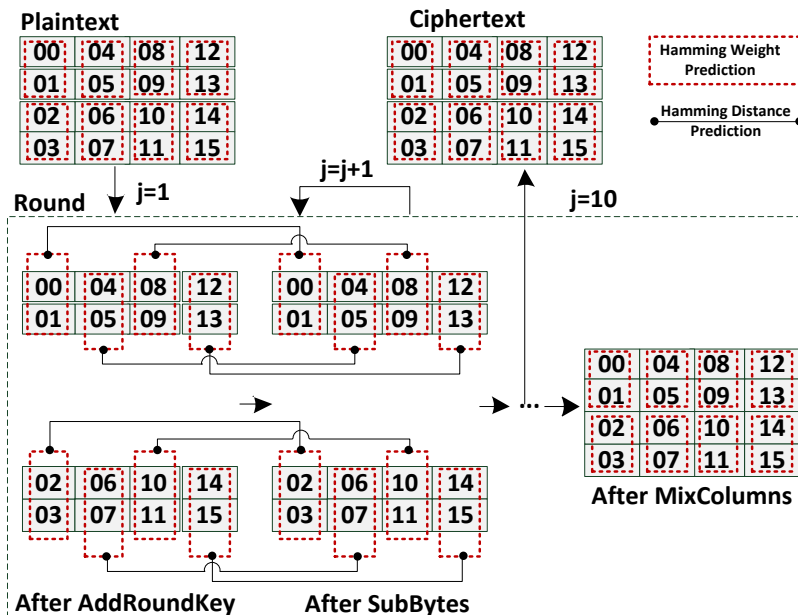 Plaintext
00 04 08 12
01 05 09 13
02 06 10 14
03 07 11 15
Ciphertext
00 04 08 12
01 05 09 13
02 06 10 14
03 07 11 15
Hamming Weight
Prediction
Hamming Distance
Prediction
j=1
j=j+1
j=10
Round
00 04 08 12
01 05 09 13
00 04 08 12
01 05 09 13
02 06 10 14
03 07 11 15
02 06 10 14
03 07 11 15
...
00 04 08 12
01 05 09 13
02 06 10 14
03 07 11 15
After MixColumns
After AddRoundKey
After SubBytes